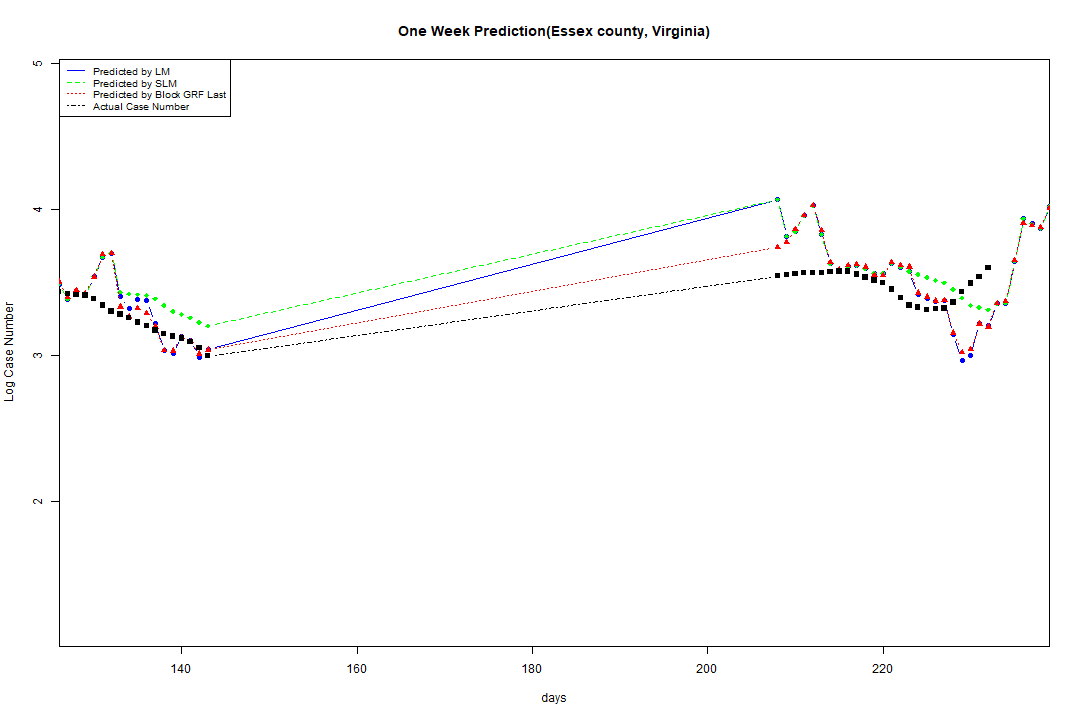 One Week Prediction(Essex county, Virginia)
Predicted by LM
Predicted by SLM
Predicted by Block GRF Last
Actual Case Number
5
4
3
2
Log Case Number
140 160 180 200 220
days